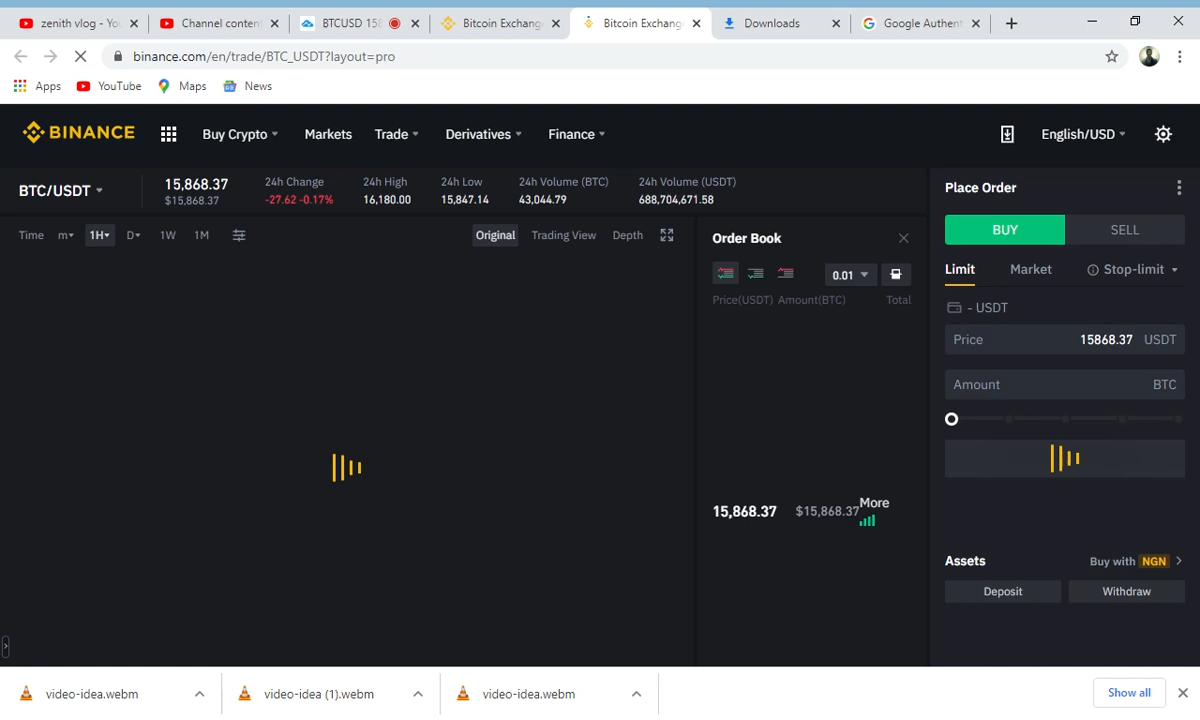 zenith vlog - You
Channel content
BTCUSD 158
Bitcoin Exchang
Bitcoin Exchang
Downloads
Google Authent
binance.com/en/trade/BTC_USDT?layout=pro
Apps YouTube Maps News
BINANCE Buy Crypto Markets Trade Derivatives Finance English/USD
BTC/USDT
15,868.37
$15,868.37
24h Change
-27.62 -0.17%
24h High
16,180.00
24h Low
15,847.14
24h Volume (BTC)
43,044.79
24h Volume (USDT)
688,704,671.58
Time m 1H D 1W 1M
Original Trading View Depth
Order Book
0.01
Price(USDT) Amount(BTC) Total
15,868.37 $15,868.37 More
Place Order
BUY SELL
Limit Market Stop-limit
- USDT
Price 15868.37 USDT
Amount BTC
Assets Buy with NGN
Deposit Withdraw
video-idea.webm
video-idea (1).webm
video-idea.webm
Show all